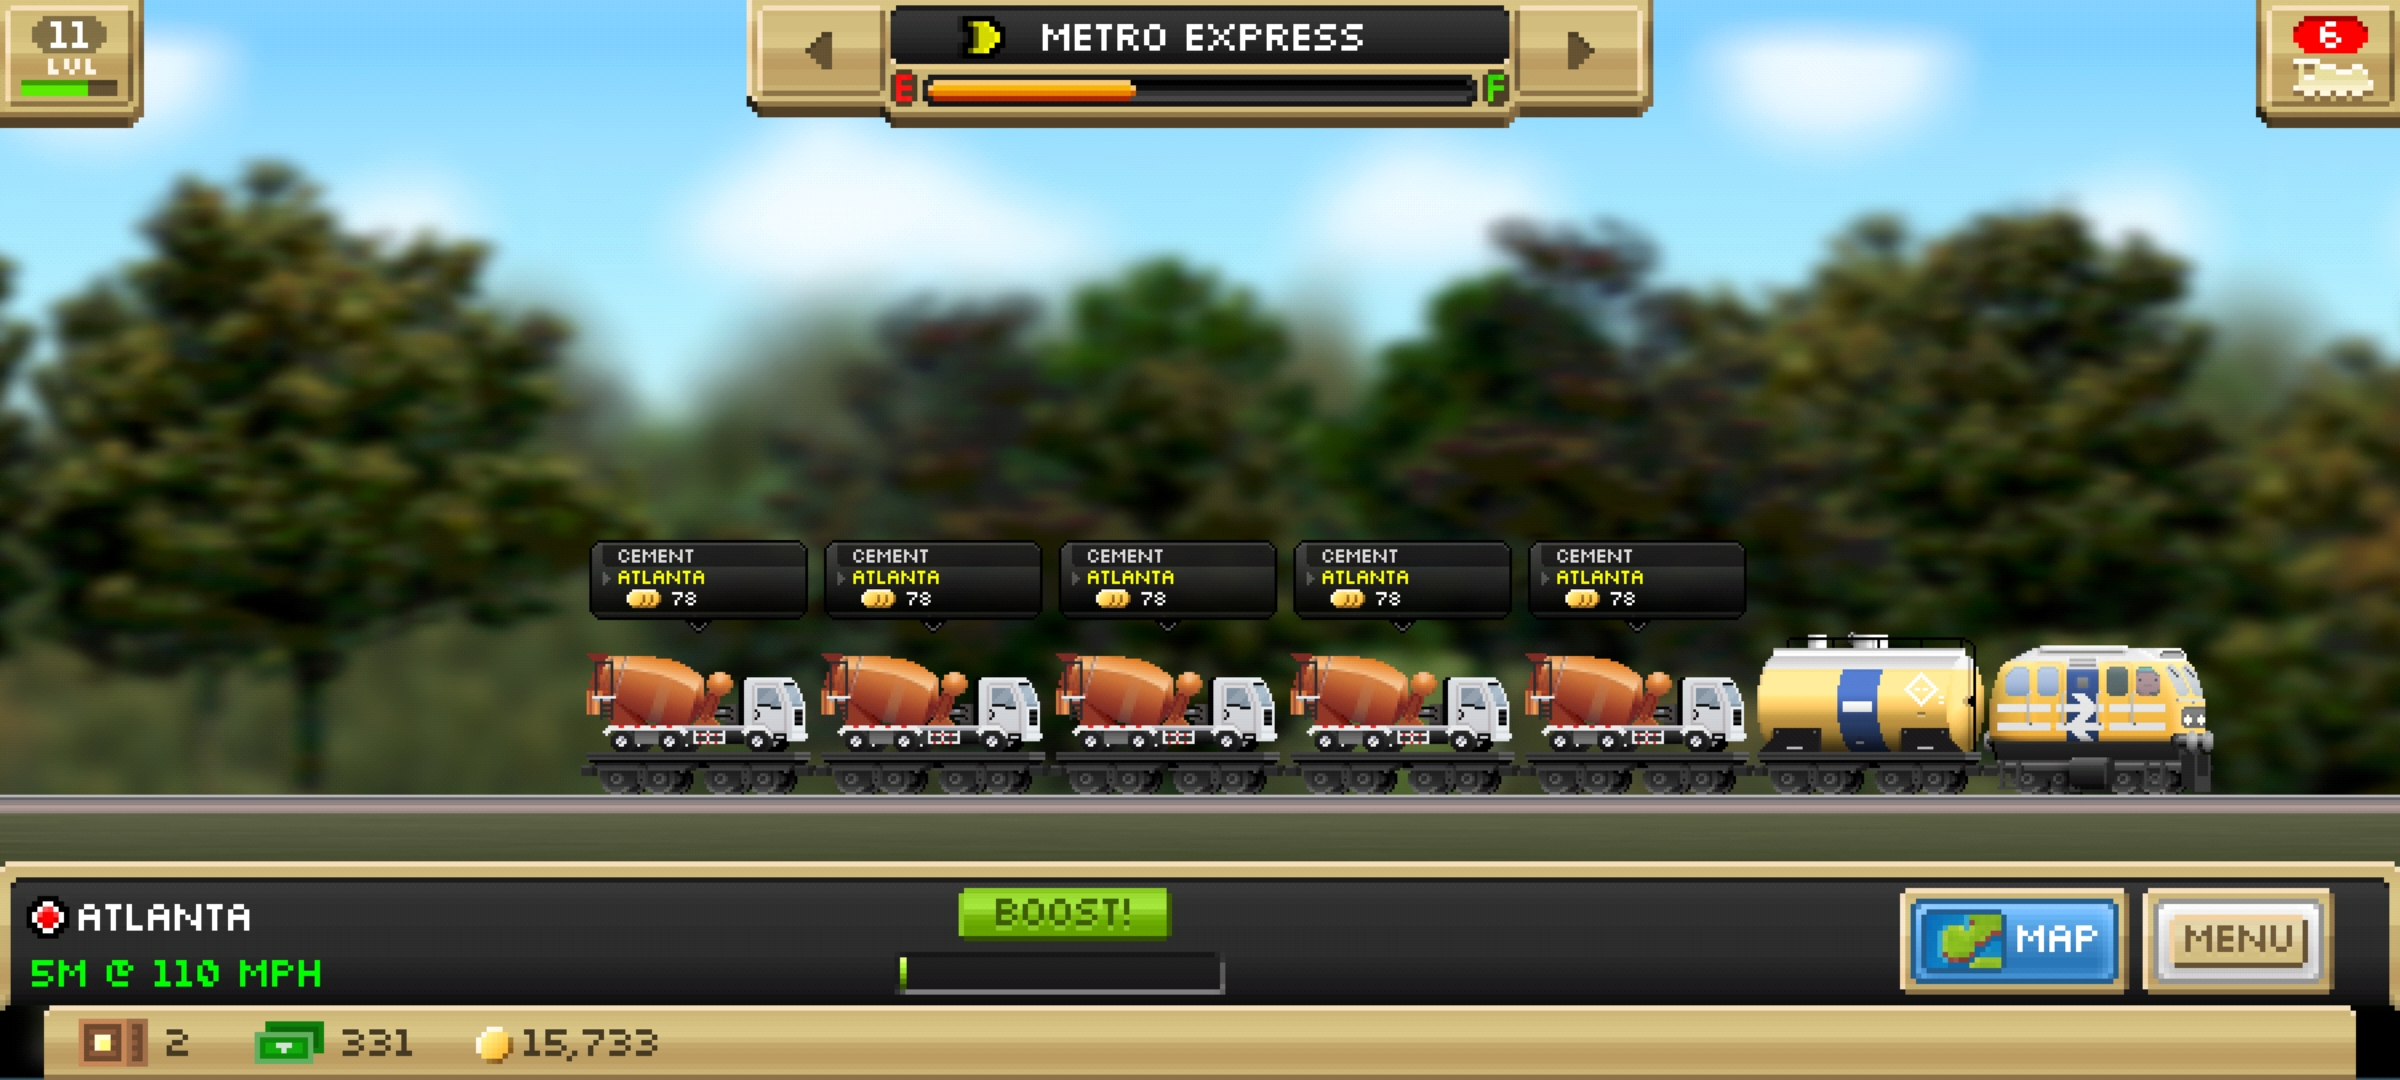 11
LVL
METRO EXPRESS
E F
6
CEMENT
ATLANTA
78
CEMENT
ATLANTA
78
CEMENT
ATLANTA
78
CEMENT
ATLANTA
78
CEMENT
ATLANTA
78
ATLANTA
5M @ 110 MPH
BOOST!
MAP
MENU
2
331
15,733